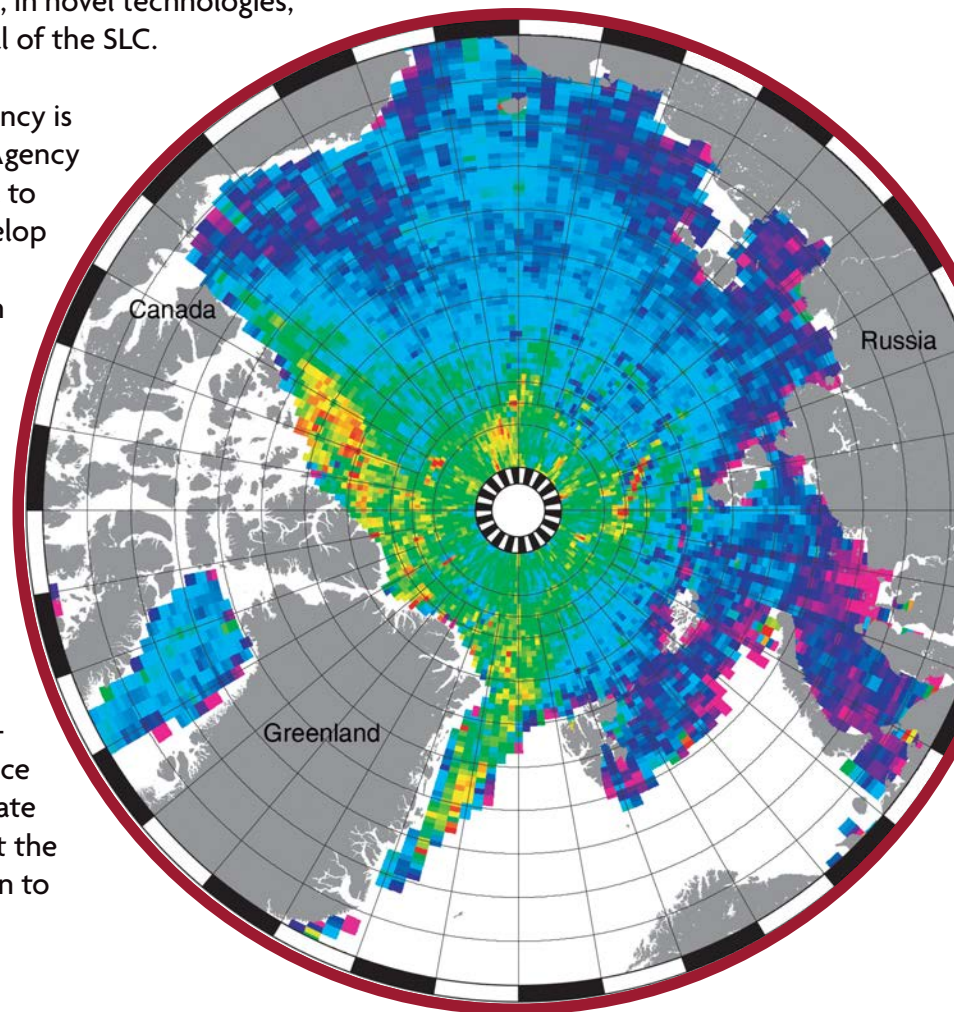 , in novel technologies,
l of the SLC.
ncy is
Agency
to
elop
n
ce
ate
t the
n to
Canada
Russia
Greenland